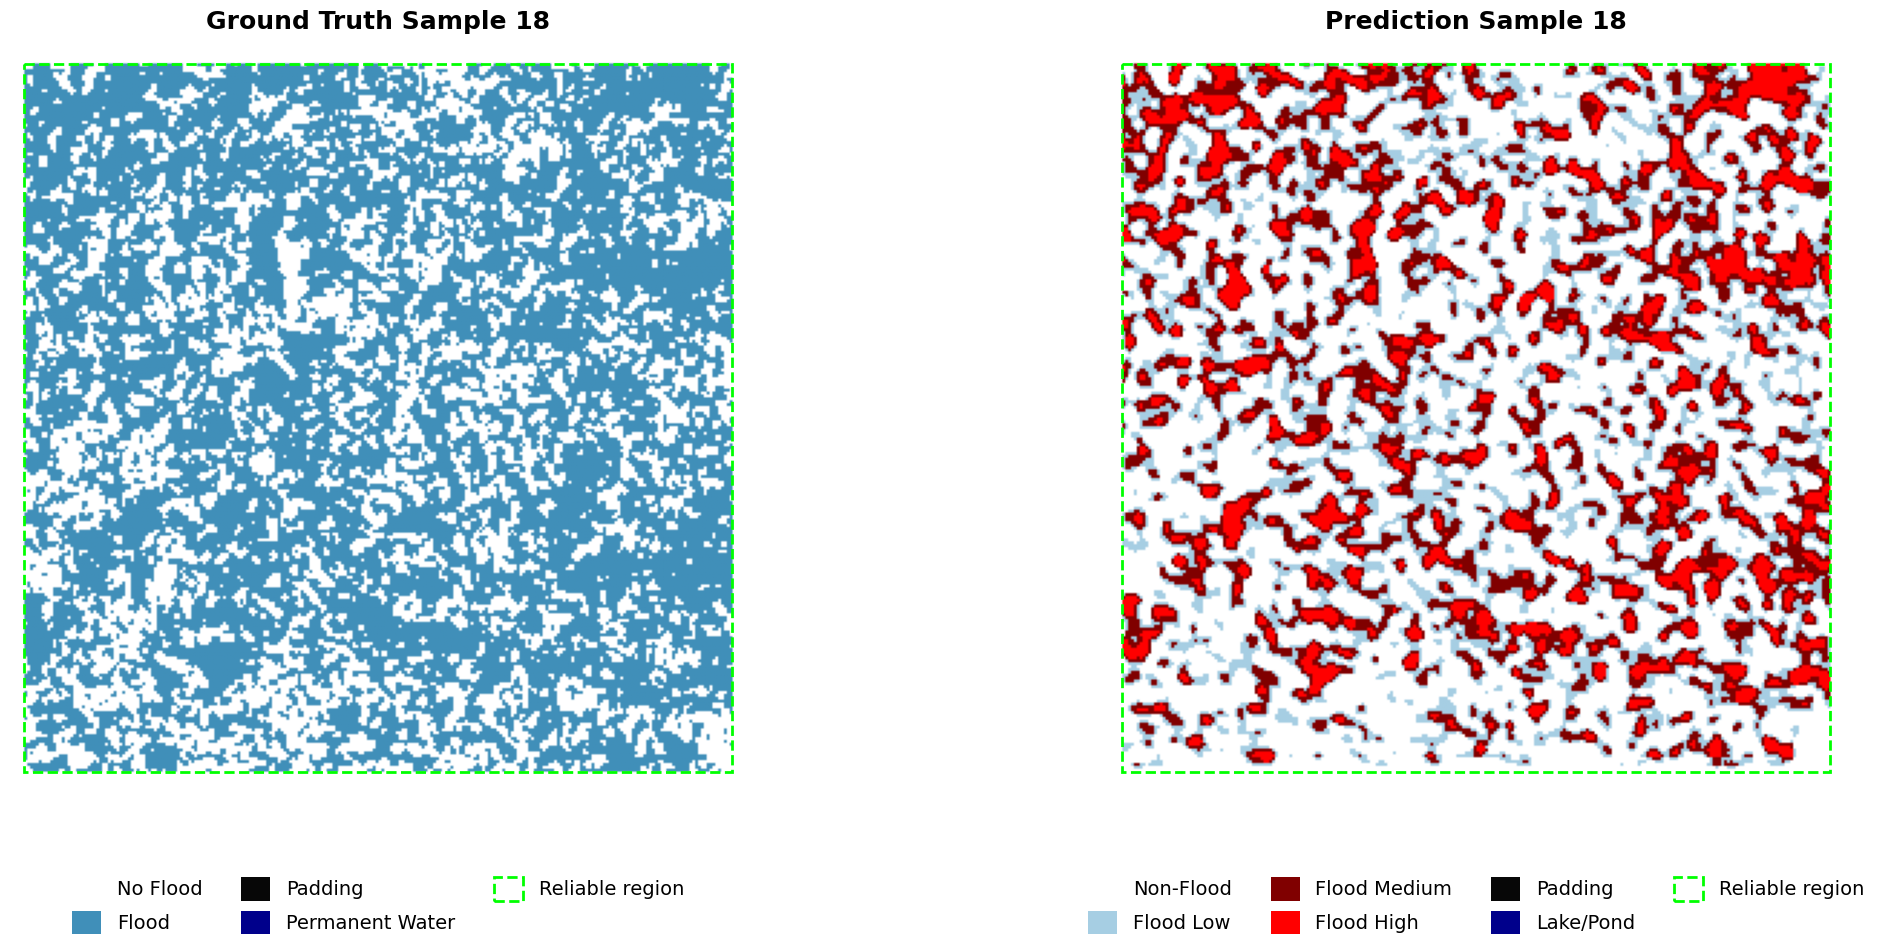 Ground Truth Sample 18
Prediction Sample 18
No Flood
Padding
Reliable region
Flood
Permanent Water
Non-Flood
Flood Medium
Padding
Reliable region
Flood Low
Flood High
Lake/Pond